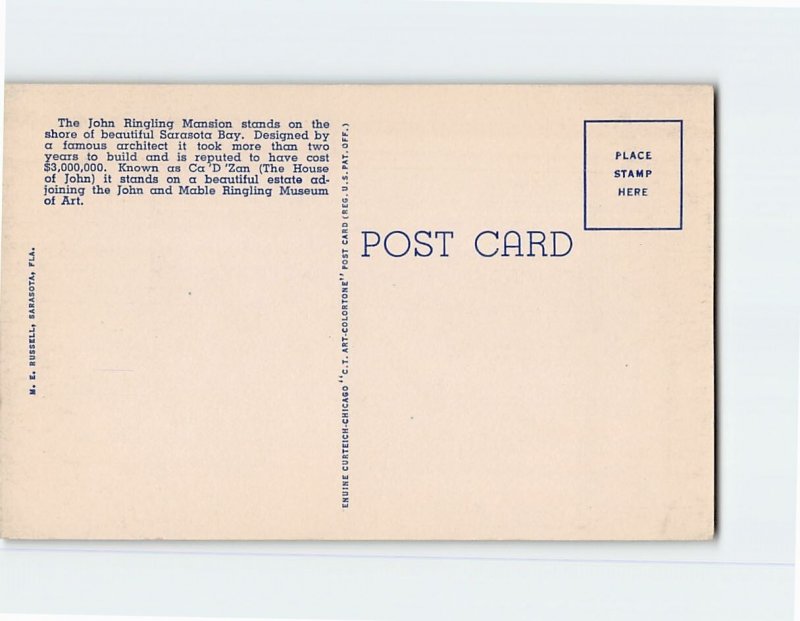 The John Ringling Mansion stands on the
shore of beautiful Sarasota Bay. Designed by
a famous architect it took more than two
years to build and is reputed to have cost
$3,000,000. Known as Ca 'D 'Zan (The House
of John) it stands on a beautiful estate ad-
joining the John and Mable Ringling Museum
of Art.
M. E. RUSSELL, SARASOTA, FLA.
ENUINE CURTEICH-CHICAGO "C.T. ART-COLORTONE" POST CARD (REG. U.S. PAT. OFF.)
POST CARD
PLACE
STAMP
HERE